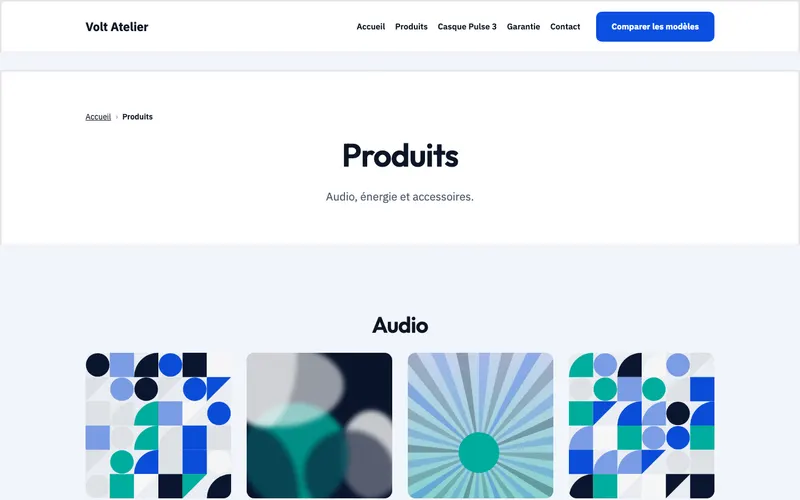 Volt Atelier
Accueil Produits Casque Pulse 3 Garantie Contact Comparer les modèles
Accueil › Produits
Produits
Audio, énergie et accessoires.
Audio